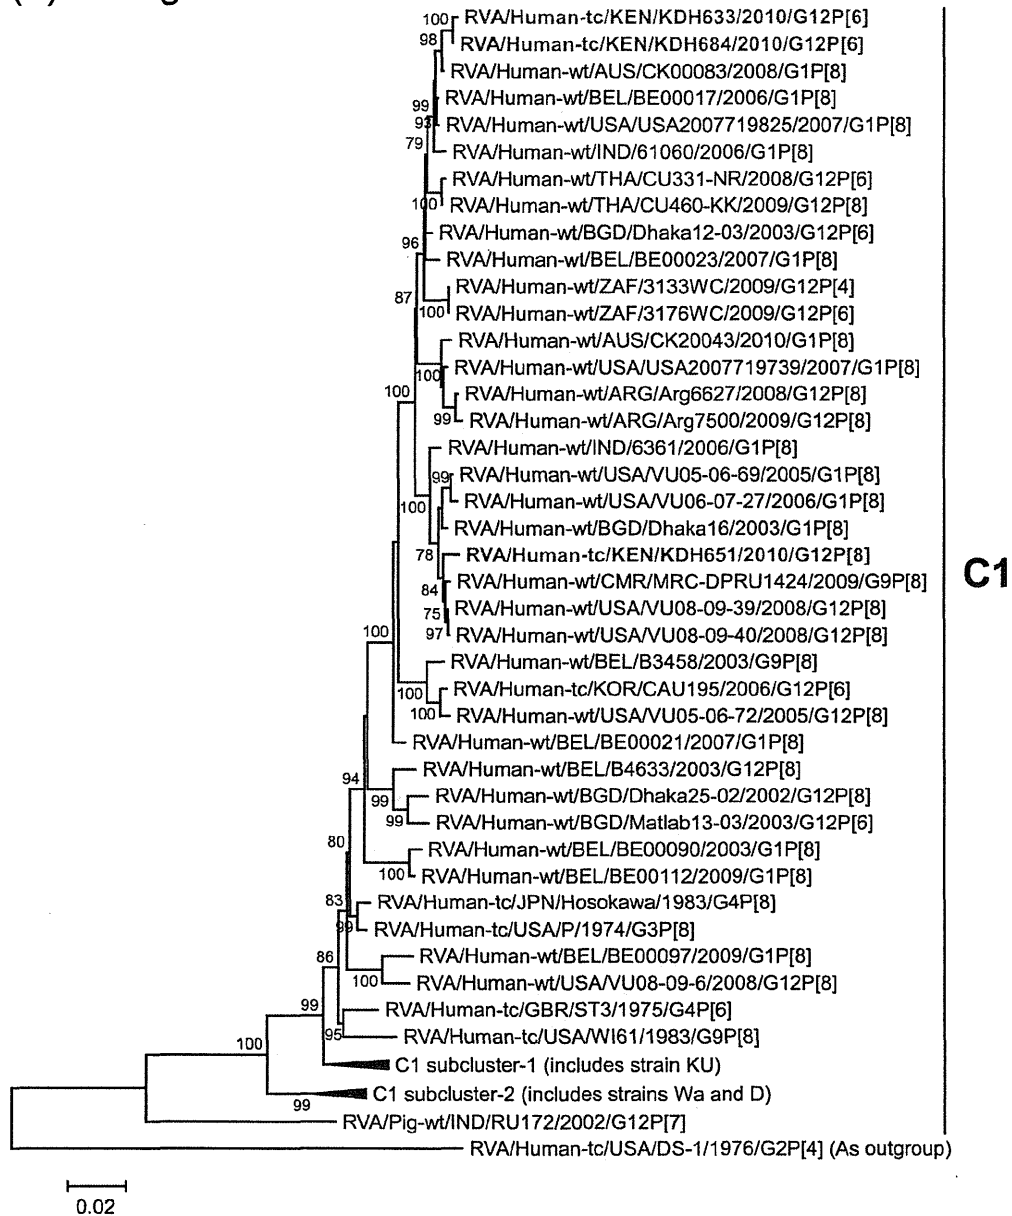 100 RVA/Human-tc/KEN/KDH633/2010/G12P[6]
98 RVA/Human-tc/KEN/KDH684/2010/G12P[6]
RVA/Human-wt/AUS/CK00083/2008/G1P[8]
99 RVA/Human-wt/BEL/BE00017/2006/G1P[8]
93 RVA/Human-wt/USA/USA2007719825/2007/G1P[8]
79 RVA/Human-wt/IND/61060/2006/G1P[8]
RVA/Human-wt/THA/CU331-NR/2008/G12P[6]
100 RVA/Human-wt/THA/CU460-KK/2009/G12P[8]
RVA/Human-wt/BGD/Dhaka12-03/2003/G12P[6]
96 RVA/Human-wt/BEL/BE00023/2007/G1P[8]
87 RVA/Human-wt/ZAF/3133WC/2009/G12P[4]
100 RVA/Human-wt/ZAF/3176WC/2009/G12P[6]
RVA/Human-wt/AUS/CK20043/2010/G1P[8]
100 RVA/Human-wt/USA/USA2007719739/2007/G1P[8]
100 RVA/Human-wt/ARG/Arg6627/2008/G12P[8]
99 RVA/Human-wt/ARG/Arg7500/2009/G12P[8]
RVA/Human-wt/IND/6361/2006/G1P[8]
99 RVA/Human-wt/USA/VU05-06-69/2005/G1P[8]
100 RVA/Human-wt/USA/VU06-07-27/2006/G1P[8]
RVA/Human-wt/BGD/Dhaka16/2003/G1P[8]
78 RVA/Human-tc/KEN/KDH651/2010/G12P[8]
C1
84 RVA/Human-wt/CMR/MRC-DPRU1424/2009/G9P[8]
75 RVA/Human-wt/USA/VU08-09-39/2008/G12P[8]
100 97 RVA/Human-wt/USA/VU08-09-40/2008/G12P[8]
RVA/Human-wt/BEL/B3458/2003/G9P[8]
100 RVA/Human-tc/KOR/CAU195/2006/G12P[6]
100 RVA/Human-wt/USA/VU05-06-72/2005/G12P[8]
RVA/Human-wt/BEL/BE00021/2007/G1P[8]
94 RVA/Human-wt/BEL/B4633/2003/G12P[8]
99 RVA/Human-wt/BGD/Dhaka25-02/2002/G12P[8]
99 RVA/Human-wt/BGD/Matlab13-03/2003/G12P[6]
80 RVA/Human-wt/BEL/BE00090/2003/G1P[8]
100 RVA/Human-wt/BEL/BE00112/2009/G1P[8]
83 RVA/Human-tc/JPN/Hosokawa/1983/G4P[8]
99 RVA/Human-tc/USA/P/1974/G3P[8]
86 RVA/Human-wt/BEL/BE00097/2009/G1P[8]
100 RVA/Human-wt/USA/VU08-09-6/2008/G12P[8]
99 RVA/Human-tc/GBR/ST3/1975/G4P[6]
95 RVA/Human-tc/USA/WI61/1983/G9P[8]
100 C1 subcluster-1 (includes strain KU)
C1 subcluster-2 (includes strains Wa and D)
99
RVA/Pig-wt/IND/RU172/2002/G12P[7]
RVA/Human-tc/USA/DS-1/1976/G2P[4] (As outgroup)
0.02